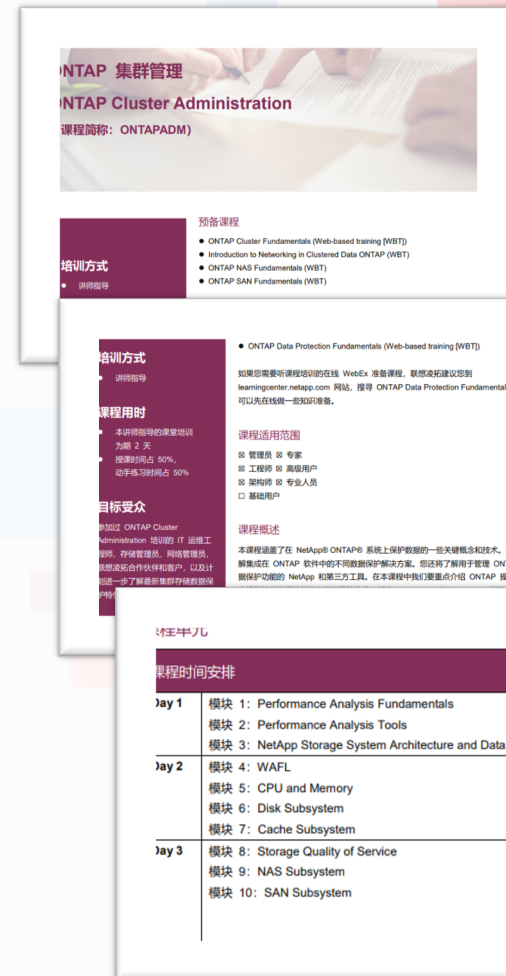 ONTAP 集群管理
ONTAP Cluster Administration
课程简称：ONTAPADM)
培训方式
● 讲师指导
预备课程
● ONTAP Cluster Fundamentals (Web-based training [WBT])
● Introduction to Networking in Clustered Data ONTAP (WBT)
● ONTAP NAS Fundamentals (WBT)
● ONTAP SAN Fundamentals (WBT)
培训方式
● 讲师指导
课程用时
● 本讲师指导的课堂培训
为期 2 天
● 授课时间占 50%，
动手练习时间占 50%
目标受众
参加过 ONTAP Cluster
Administration 培训的 IT 运维工
程师、存储管理员、网络管理员，
联想凌拓合作伙伴和客户，以及计
划进一步了解最新集群存储数据保
护特
● ONTAP Data Protection Fundamentals (Web-based training [WBT])
如果您需要听课程培训的在线 WebEx 准备课程，联想凌拓建议您到
learningcenter.netapp.com 网站，搜寻 ONTAP Data Protection Fundamental
可以先在线做一些知识准备。
课程适用范围
☒ 管理员 ☒ 专家
☒ 工程师 ☒ 高级用户
☒ 架构师 ☒ 专业人员
☐ 基础用户
课程概述
本课程涵盖了在 NetApp® ONTAP® 系统上保护数据的一些关键概念和技术。
解集成在 ONTAP 软件中的不同数据保护解决方案。您还将了解用于管理 ON
据保护功能的 NetApp 和第三方工具。在本课程中我们要重点介绍 ONTAP 提
课程单元
课程时间安排
Day 1
模块 1：Performance Analysis Fundamentals
模块 2：Performance Analysis Tools
模块 3：NetApp Storage System Architecture and Data
Day 2
模块 4：WAFL
模块 5：CPU and Memory
模块 6：Disk Subsystem
模块 7：Cache Subsystem
Day 3
模块 8：Storage Quality of Service
模块 9：NAS Subsystem
模块 10：SAN Subsystem